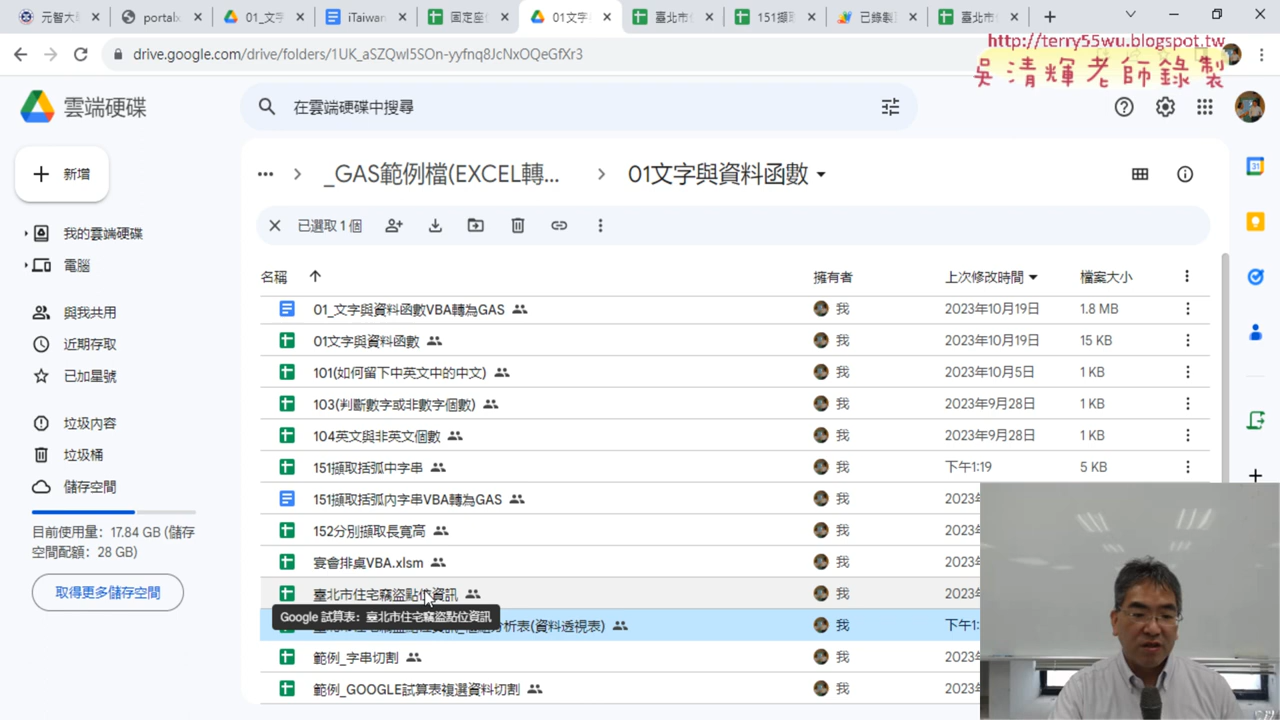 元智大
portalx
01_文字
iTaiwan
固定座
01文字
臺北市
151擷
已錄製
臺北市
drive.google.com/drive/folders/1UK_aSZQwI5SOn-yyhq8JcNxOQeGfXr3
http://terry55wu.blogspot.tw
吳清輝老師錄製
雲端硬碟
在雲端硬碟中搜尋
新增
_GAS範例檔(EXCEL轉...
01文字與資料函數
已選取 1 個
我的雲端硬碟
電腦
與我共用
近期存取
已加星號
垃圾內容
垃圾桶
儲存空間
目前使用量：17.84 GB (儲存
空間配額：28 GB)
取得更多儲存空間
名稱 擁有者 上次修改時間 檔案大小
01_文字與資料函數VBA轉為GAS 我 2023年10月19日 1.8 MB
01文字與資料函數 我 2023年10月19日 15 KB
101(如何留下中英文中的中文) 我 2023年10月5日 1 KB
103(判斷數字或非數字個數) 我 2023年9月28日 1 KB
104英文與非英文個數 我 2023年9月28日 1 KB
151擷取括弧中字串 我 下午1:19 5 KB
151擷取括弧內字串VBA轉為GAS 我 2023
152分別擷取長寬高 我 2023
宴會排桌VBA.xlsm 我 2023
臺北市住宅竊盜點位資訊 我 2023
Google 試算表：臺北市住宅竊盜點位資訊
分析表(資料透視表) 我 下午1:
範例_字串切割 我 2023
範例_GOOGLE試算表複選資料切割 我 2023